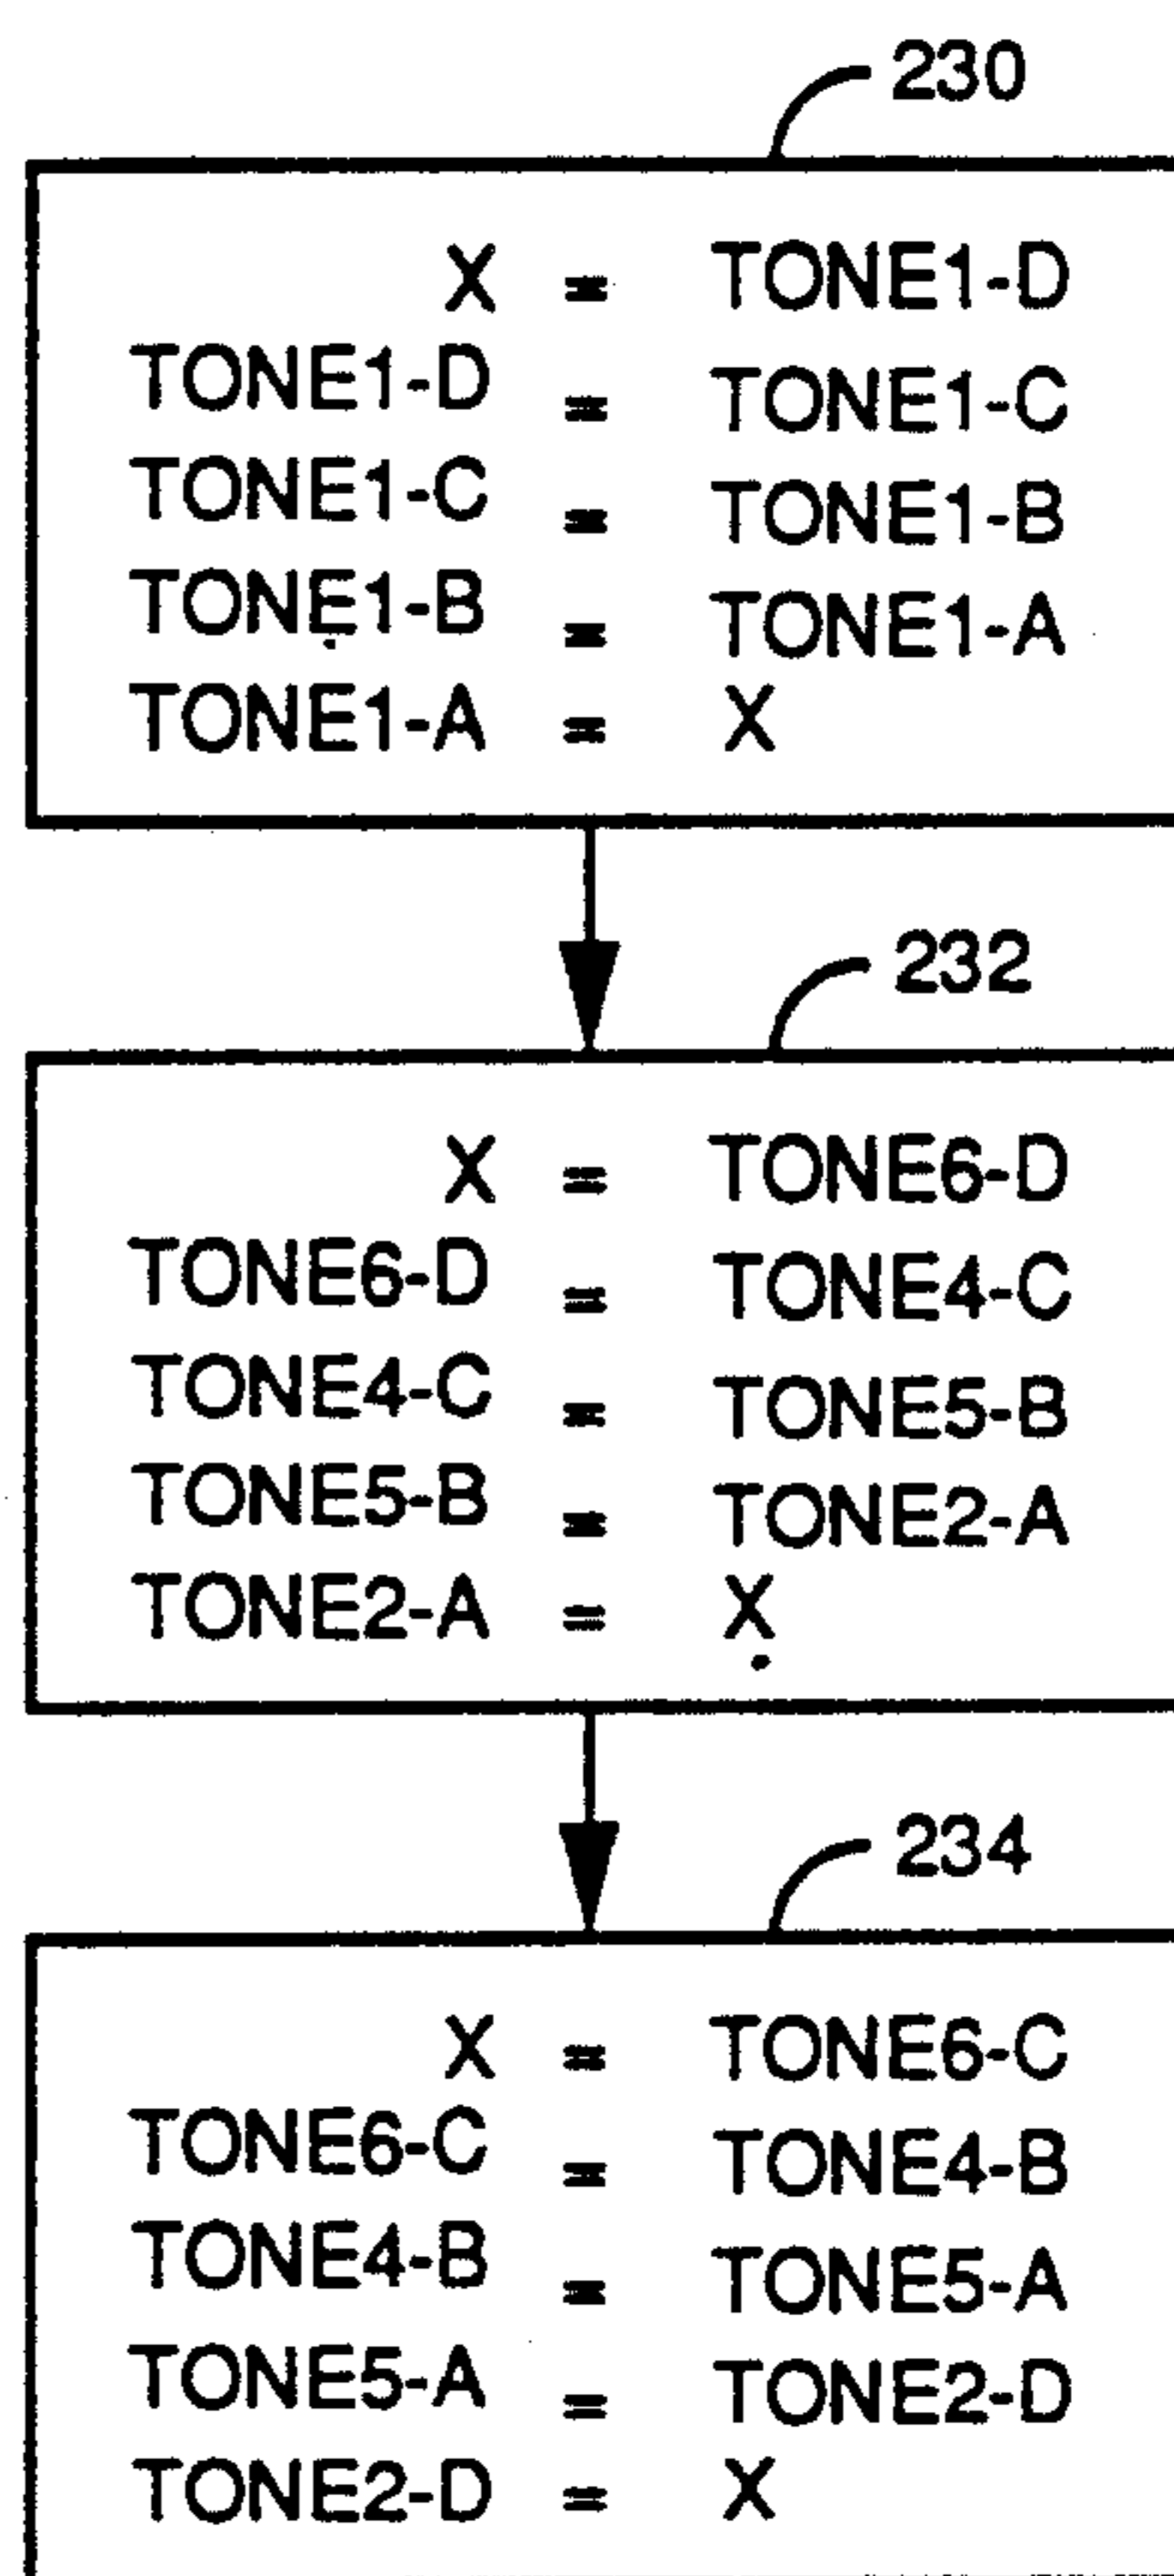 230
X = TONE1-D
TONE1-D = TONE1-C
TONE1-C = TONE1-B
TONE1-B = TONE1-A
TONE1-A = X
232
X = TONE6-D
TONE6-D = TONE4-C
TONE4-C = TONE5-B
TONE5-B = TONE2-A
TONE2-A = X
234
X = TONE6-C
TONE6-C = TONE4-B
TONE4-B = TONE5-A
TONE5-A = TONE2-D
TONE2-D = X